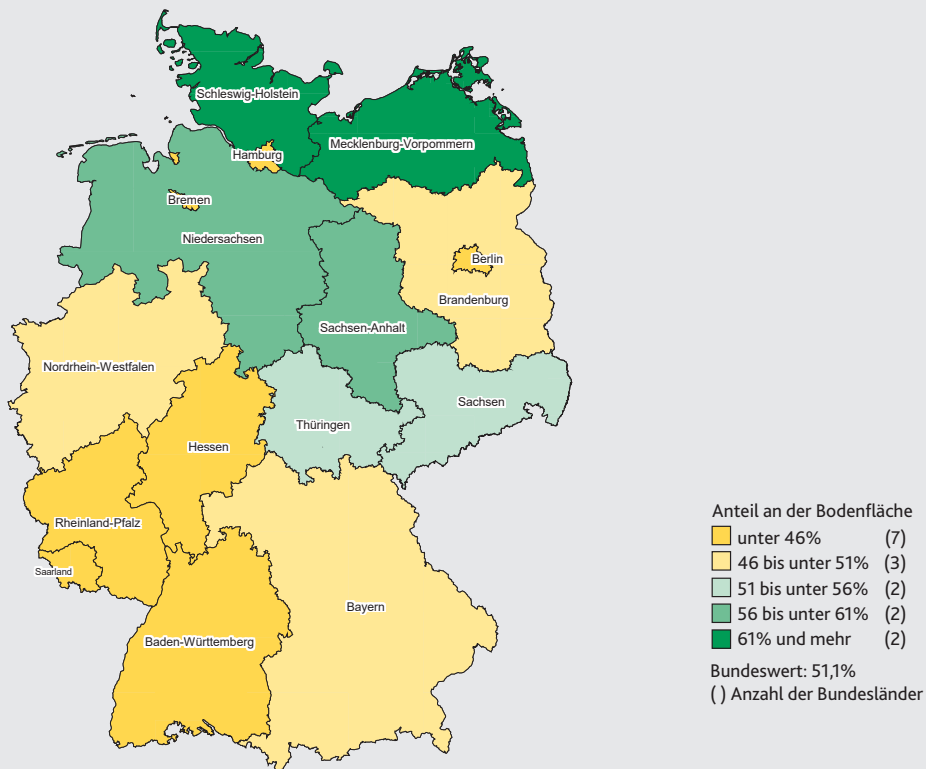 Schleswig-Holstein
Mecklenburg-Vorpommern
Hamburg
Bremen
Niedersachsen
Berlin
Brandenburg
Sachsen-Anhalt
Nordrhein-Westfalen
Sachsen
Thüringen
Hessen
Rheinland-Pfalz
Saarland
Bayern
Baden-Württemberg
Anteil an der Bodenfläche
unter 46% (7)
46 bis unter 51% (3)
51 bis unter 56% (2)
56 bis unter 61% (2)
61% und mehr (2)
Bundeswert: 51,1%
( ) Anzahl der Bundesländer